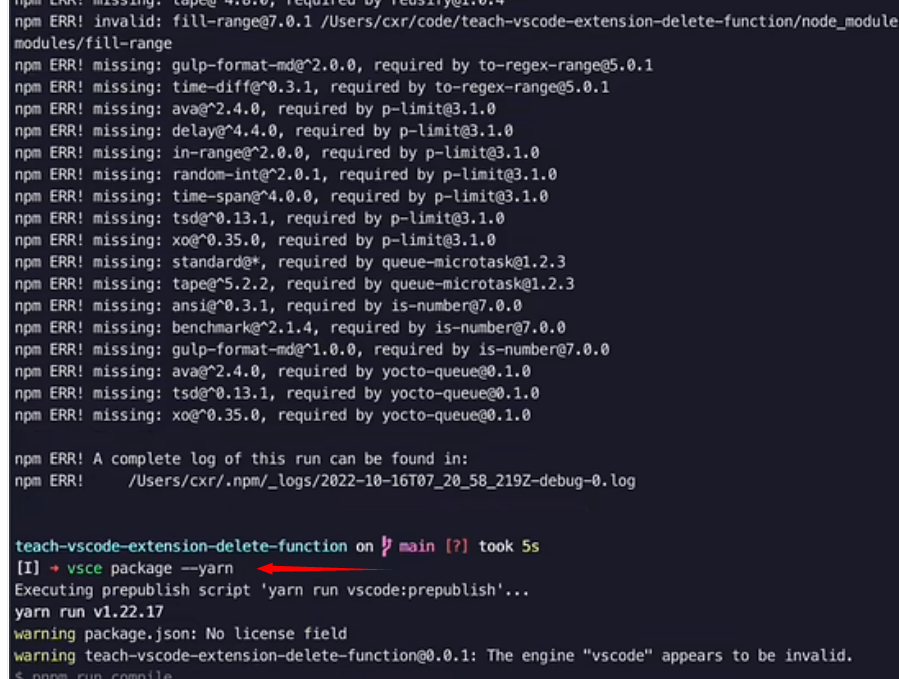 npm ERR! missing: tape@^4.8.0, required by reusify@1.0.4
npm ERR! invalid: fill-range@7.0.1 /Users/cxr/code/teach-vscode-extension-delete-function/node_module
modules/fill-range
npm ERR! missing: gulp-format-md@^2.0.0, required by to-regex-range@5.0.1
npm ERR! missing: time-diff@^0.3.1, required by to-regex-range@5.0.1
npm ERR! missing: ava@^2.4.0, required by p-limit@3.1.0
npm ERR! missing: delay@^4.4.0, required by p-limit@3.1.0
npm ERR! missing: in-range@^2.0.0, required by p-limit@3.1.0
npm ERR! missing: random-int@^2.0.1, required by p-limit@3.1.0
npm ERR! missing: time-span@^4.0.0, required by p-limit@3.1.0
npm ERR! missing: tsd@^0.13.1, required by p-limit@3.1.0
npm ERR! missing: xo@^0.35.0, required by p-limit@3.1.0
npm ERR! missing: standard@*, required by queue-microtask@1.2.3
npm ERR! missing: tape@^5.2.2, required by queue-microtask@1.2.3
npm ERR! missing: ansi@^0.3.1, required by is-number@7.0.0
npm ERR! missing: benchmark@^2.1.4, required by is-number@7.0.0
npm ERR! missing: gulp-format-md@^1.0.0, required by is-number@7.0.0
npm ERR! missing: ava@^2.4.0, required by yocto-queue@0.1.0
npm ERR! missing: tsd@^0.13.1, required by yocto-queue@0.1.0
npm ERR! missing: xo@^0.35.0, required by yocto-queue@0.1.0
npm ERR! A complete log of this run can be found in:
npm ERR!     /Users/cxr/.npm/_logs/2022-10-16T07_20_58_219Z-debug-0.log
teach-vscode-extension-delete-function on main [?] took 5s
[I] ➜ vsce package --yarn
Executing prepublish script 'yarn run vscode:prepublish'...
yarn run v1.22.17
warning package.json: No license field
warning teach-vscode-extension-delete-function@0.0.1: The engine "vscode" appears to be invalid.
$ pnpm run compile